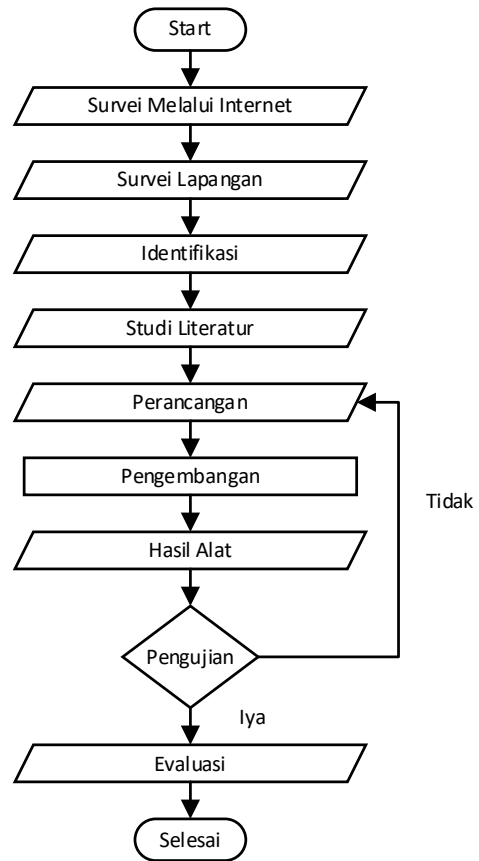 Start
Survei Melalui Internet
Survei Lapangan
Identifikasi
Studi Literatur
Perancangan
Pengembangan
Tidak
Hasil Alat
Pengujian
Iya
Evaluasi
Selesai